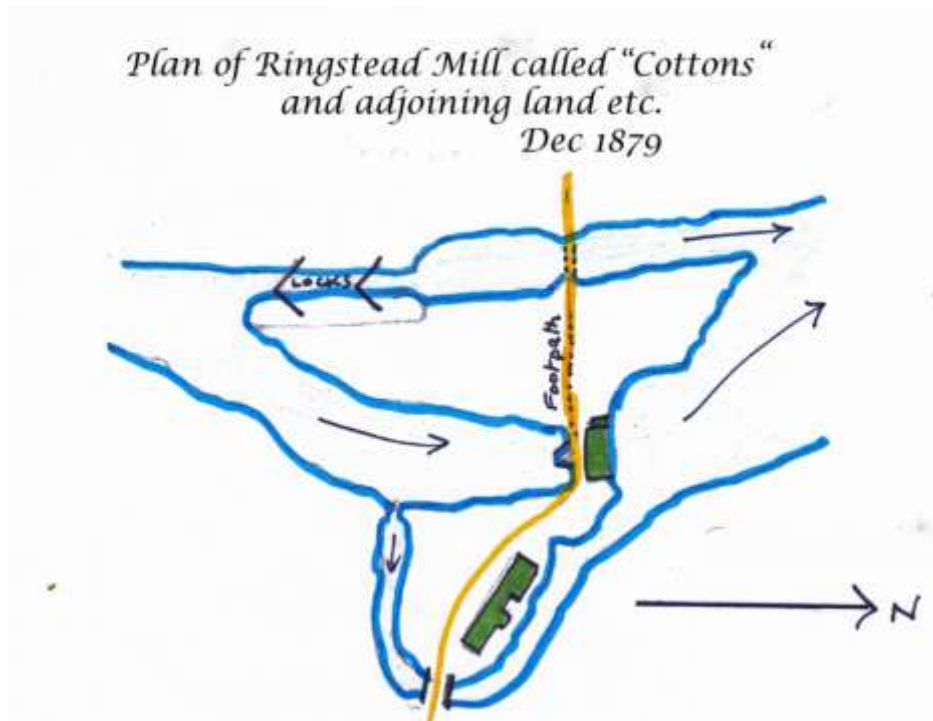 Plan of Ringstead Mill called "Cottons"
and adjoining land etc.
Dec 1879
LOCKS
Footpath
N